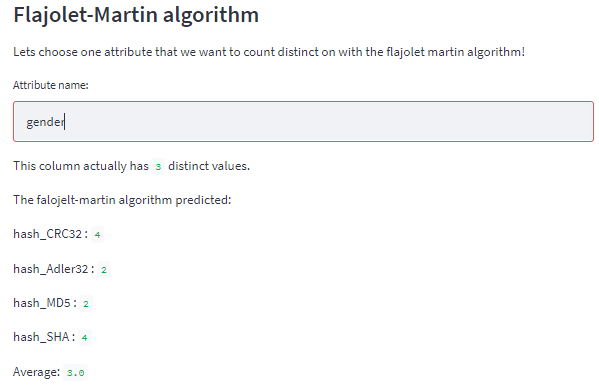 Flajolet-Martin algorithm
Lets choose one attribute that we want to count distinct on with the flajolet martin algorithm!
Attribute name:
gender
This column actually has 3 distinct values.
The falojelt-martin algorithm predicted:
hash_CRC32: 4
hash_Adler32: 2
hash_MD5: 2
hash_SHA: 4
Average: 3.0